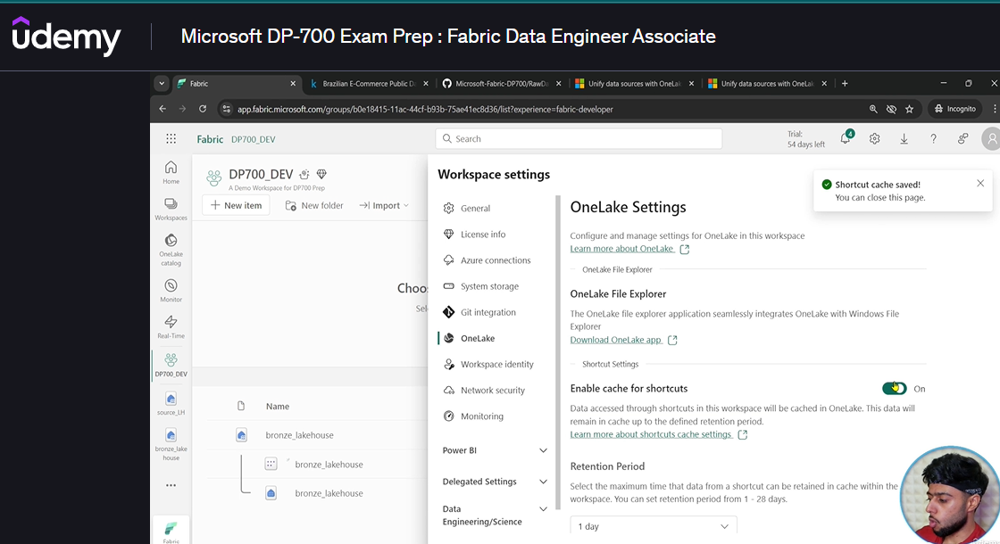 udemy
Microsoft DP-700 Exam Prep : Fabric Data Engineer Associate
Fabric
Brazilian E-Commerce Public D
Microsoft-Fabric-DP700/RawDa
Unify data sources with OneLak
Unify data sources with OneLak
app.fabric.microsoft.com/groups/b0e18415-11ac-44cf-b93b-75ae41ec8d36/list?experience=fabric-developer
Incognito
Fabric
DP700_DEV
Search
Trial:
54 days left
4
Home
Workspaces
OneLake
catalog
Monitor
Real-Time
DP700_DEV
source_LH
bronze_lake
house
Fabric
DP700_DEV
A Demo Workspace for DP700 Prep
New item
New folder
Import
Choo
Sel
Name
bronze_lakehouse
bronze_lakehouse
bronze_lakehouse
Workspace settings
General
License info
Azure connections
System storage
Git integration
OneLake
Workspace identity
Network security
Monitoring
Power BI
Delegated Settings
Data
Engineering/Science
OneLake Settings
Configure and manage settings for OneLake in this workspace
Learn more about OneLake
OneLake File Explorer
OneLake File Explorer
The OneLake file explorer application seamlessly integrates OneLake with Windows File
Explorer
Download OneLake app
Shortcut Settings
Enable cache for shortcuts
On
Data accessed through shortcuts in this workspace will be cached in OneLake. This data will
remain in cache up to the defined retention period.
Learn more about shortcuts cache settings
Retention Period
Select the maximum time that data from a shortcut can be retained in cache within the
workspace. You can set retention period from 1 - 28 days.
1 day
Shortcut cache saved!
You can close this page.